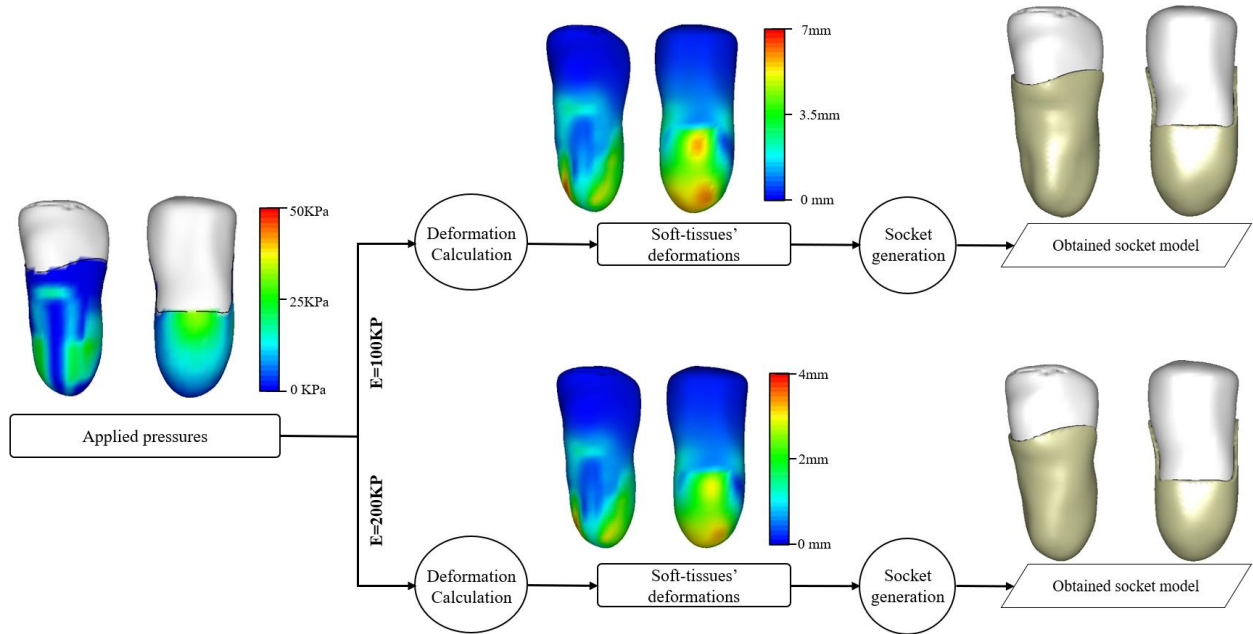 7mm
3.5mm
0 mm
50KPa
25KPa
0 KPa
Applied pressures
E=100KP
Deformation
Calculation
Soft-tissues’
deformations
Socket
generation
Obtained socket model
E=200KP
4mm
2mm
0 mm
Deformation
Calculation
Soft-tissues’
deformations
Socket
generation
Obtained socket model